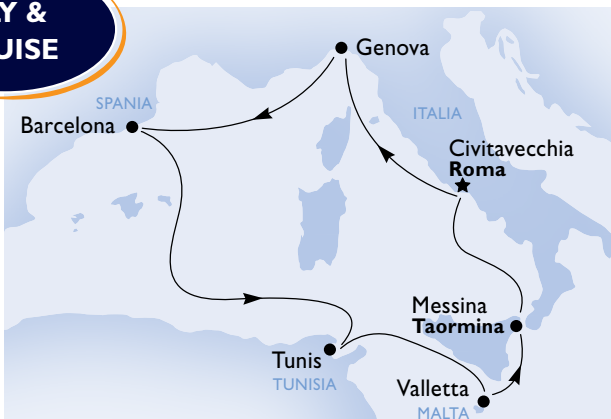 Y &
UISE
Genova
SPANIA
Barcelona
ITALIA
Civitavecchia
Roma
Messina
Taormina
Tunis
TUNISIA
Valletta
MALTA